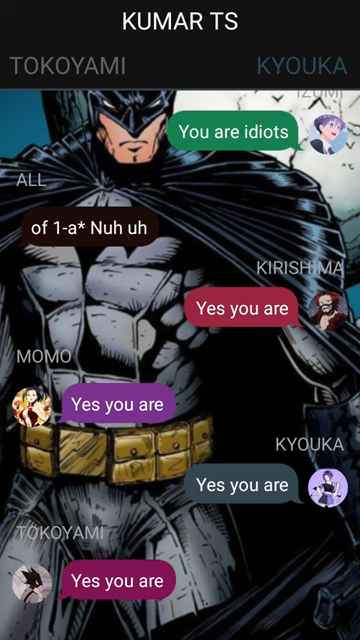 KUMAR TS
TOKOYAMI KYOUKA
IZUMI
You are idiots
ALL
of 1-a* Nuh uh
KIRISHIMA
Yes you are
MOMO
Yes you are
KYOUKA
Yes you are
TOKOYAMI
Yes you are